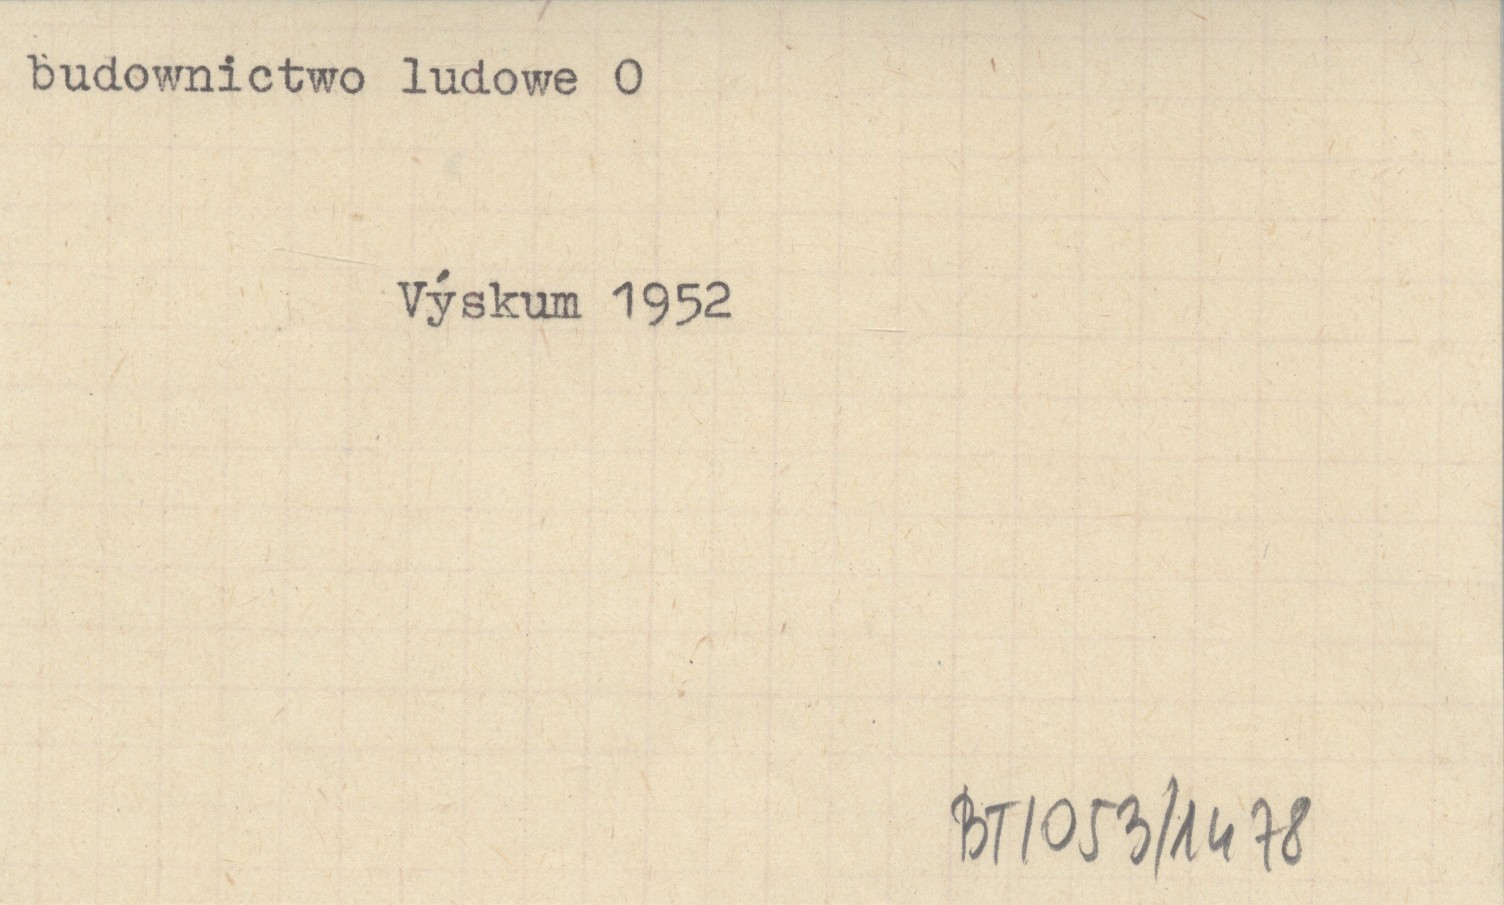 budownictwo ludowe O
Výskum 1952
BT1053/1478